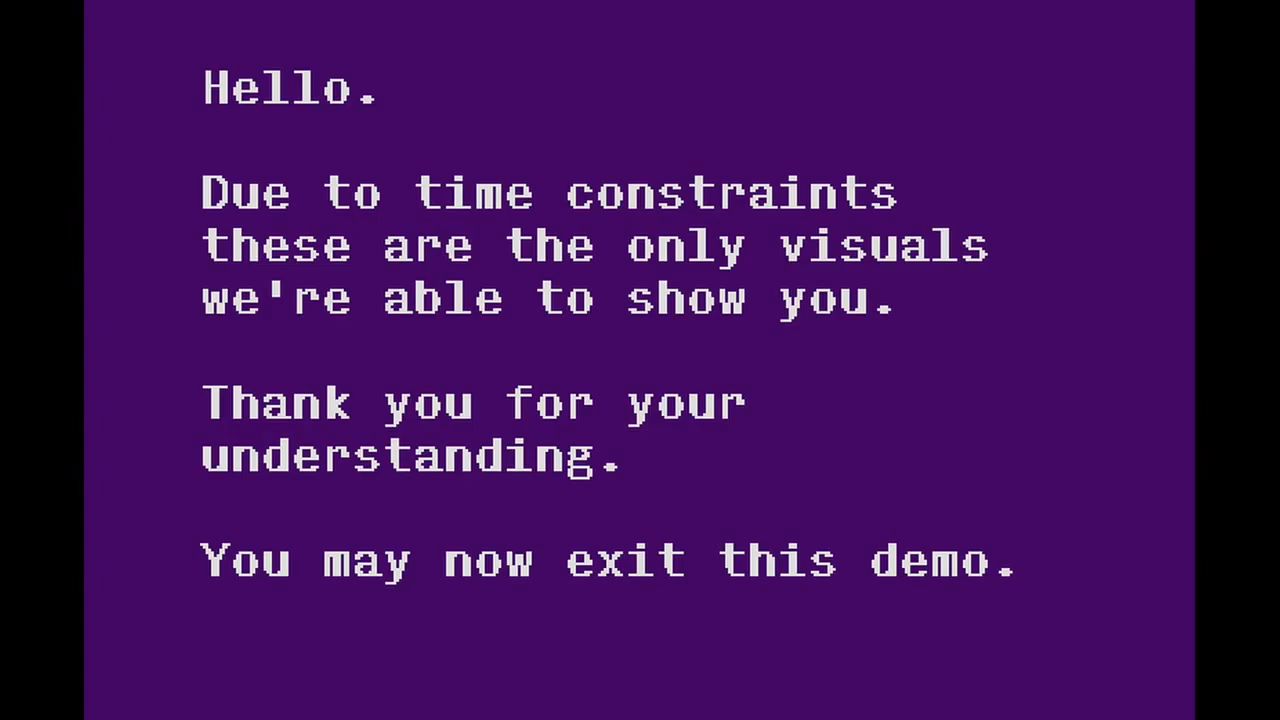 Hello.
Due to time constraints
these are the only visuals
we're able to show you.
Thank you for your
understanding.
You may now exit this demo.